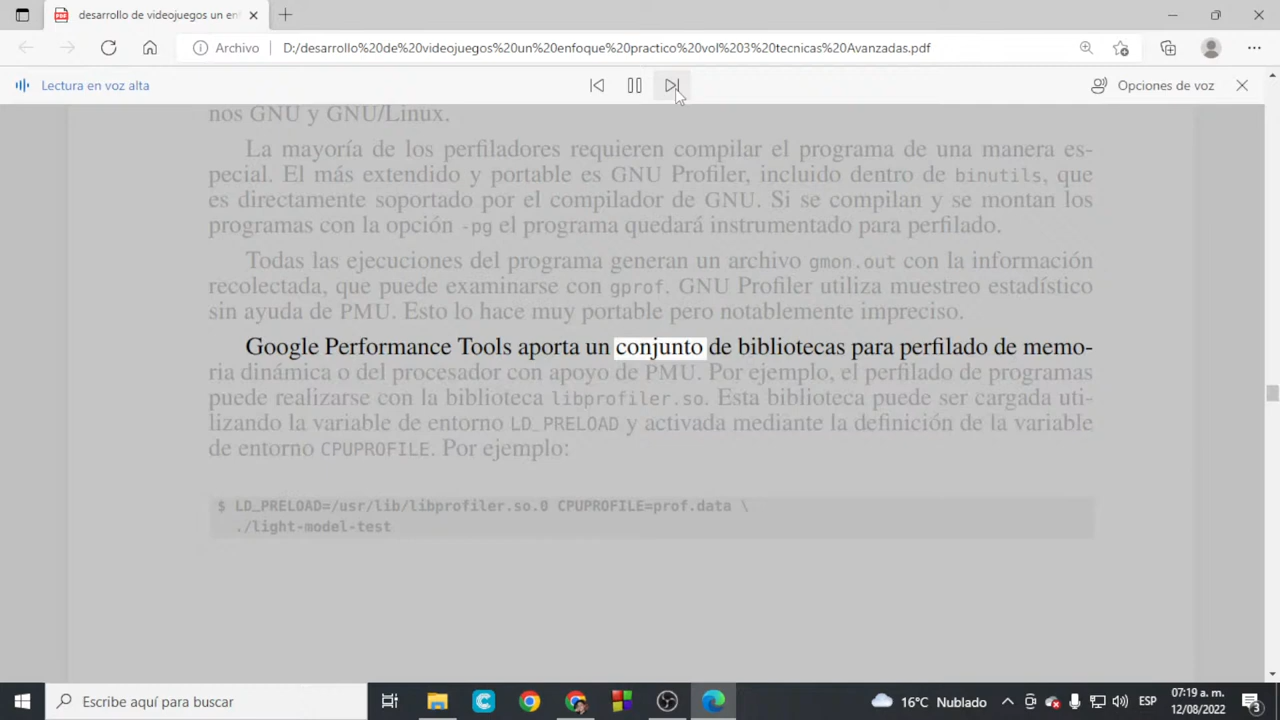 desarrollo de videojuegos un en
Archivo
D:/desarrollo%20de%20videojuegos%20un%20enfoque%20practico%20vol%203%20tecnicas%20Avanzadas.pdf
Lectura en voz alta
Opciones de voz
nos GNU y GNU/Linux.
La mayoría de los perfiladores requieren compilar el programa de una manera es-
pecial. El más extendido y portable es GNU Profiler, incluido dentro de binutils, que
es directamente soportado por el compilador de GNU. Si se compilan y se montan los
programas con la opción -pg el programa quedará instrumentado para perfilado.
Todas las ejecuciones del programa generan un archivo gmon.out con la información
recolectada, que puede examinarse con gprof. GNU Profiler utiliza muestreo estadístico
sin ayuda de PMU. Esto lo hace muy portable pero notablemente impreciso.
Google Performance Tools aporta un conjunto de bibliotecas para perfilado de memo-
ria dinámica o del procesador con apoyo de PMU. Por ejemplo, el perfilado de programas
puede realizarse con la biblioteca libprofiler.so. Esta biblioteca puede ser cargada uti-
lizando la variable de entorno LD_PRELOAD y activada mediante la definición de la variable
de entorno CPUPROFILE. Por ejemplo:
$ LD_PRELOAD=/usr/lib/libprofiler.so.0 CPUPROFILE=prof.data \
./light-model-test
Escribe aquí para buscar
16°C Nublado
ESP
07:19 a. m.
12/08/2022
3